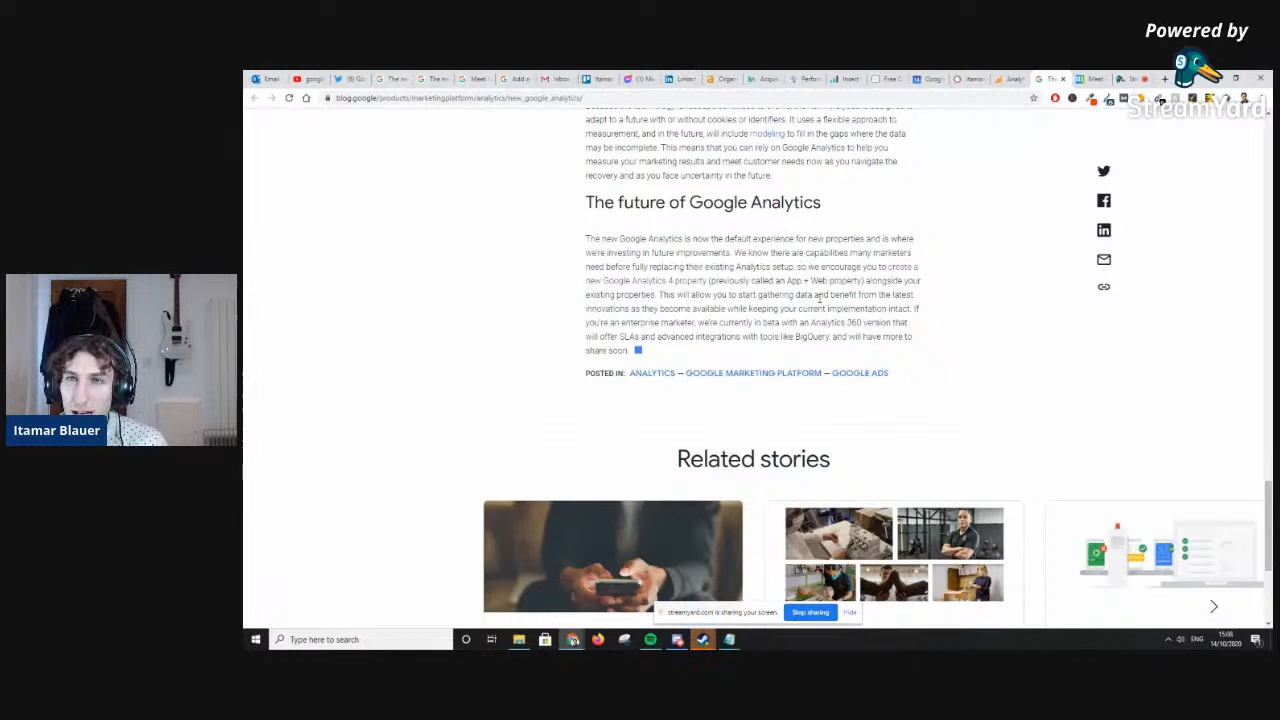 Powered by
StreamYard
Email
Meet
Inbox
blog.google/products/marketingplatform/analytics/new_google_analytics/
adapt to a future with or without cookies or identifiers. It uses a flexible approach to
measurement, and in the future, will include modeling to fill in the gaps where the data
may be incomplete. This means that you can rely on Google Analytics to help you
measure your marketing results and meet customer needs now as you navigate the
recovery and as you face uncertainty in the future.
The future of Google Analytics
The new Google Analytics is now the default experience for new properties and is where
we're investing in future improvements. We know there are capabilities many marketers
need before fully replacing their existing Analytics setup, so we encourage you to create a
new Google Analytics 4 property (previously called an App + Web property) alongside your
existing properties. This will allow you to start gathering data and benefit from the latest
innovations as they become available while keeping your current implementation intact. If
you're an enterprise marketer, we're currently in beta with an Analytics 360 version that
will offer SLAs and advanced integrations with tools like BigQuery, and will have more to
share soon.
POSTED IN: ANALYTICS — GOOGLE MARKETING PLATFORM — GOOGLE ADS
Related stories
Itamar Blauer
streamyard.com is sharing your screen.
Stop sharing
Hide
Type here to search
ENG
15:08
14/10/2020